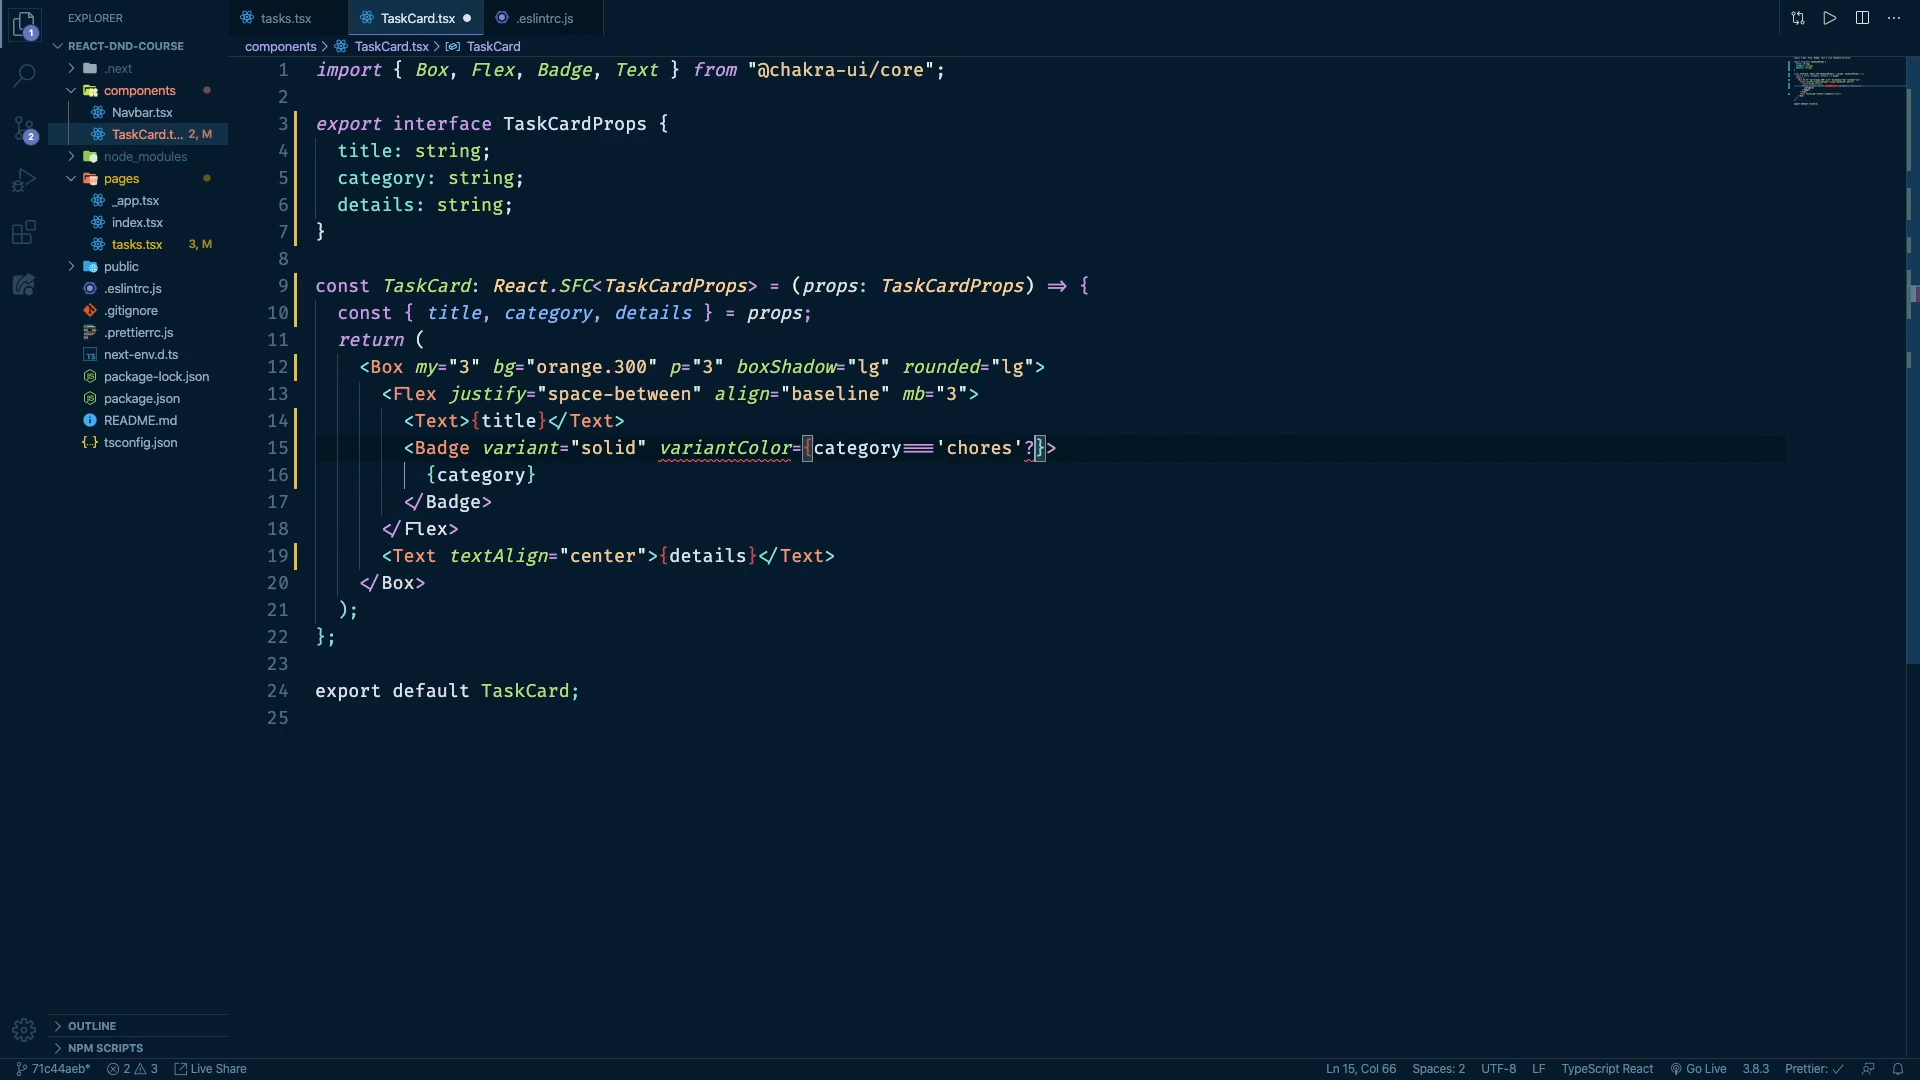 EXPLORER
tasks.tsx
TaskCard.tsx
.eslintrc.js
REACT-DND-COURSE
components
TaskCard.tsx
TaskCard
.next
components
Navbar.tsx
TaskCard.t... 2, M
node_modules
pages
_app.tsx
index.tsx
tasks.tsx 3, M
public
.eslintrc.js
.gitignore
.prettierrc.js
next-env.d.ts
package-lock.json
package.json
README.md
tsconfig.json
1 import { Box, Flex, Badge, Text } from "@chakra-ui/core";
2
3 export interface TaskCardProps {
4 title: string;
5 category: string;
6 details: string;
7 }
8
9 const TaskCard: React.SFC<TaskCardProps> = (props: TaskCardProps) => {
10 const { title, category, details } = props;
11 return (
12 <Box my="3" bg="orange.300" p="3" boxShadow="lg" rounded="lg">
13 <Flex justify="space-between" align="baseline" mb="3">
14 <Text>{title}</Text>
15 <Badge variant="solid" variantColor={category==='chores'?}>
16 {category}
17 </Badge>
18 </Flex>
19 <Text textAlign="center">{details}</Text>
20 </Box>
21 );
22 };
23
24 export default TaskCard;
25
OUTLINE
NPM SCRIPTS
1
2
71c44aeb* 2 3 Live Share
Ln 15, Col 66 Spaces: 2 UTF-8 LF TypeScript React Go Live 3.8.3 Prettier: ✓